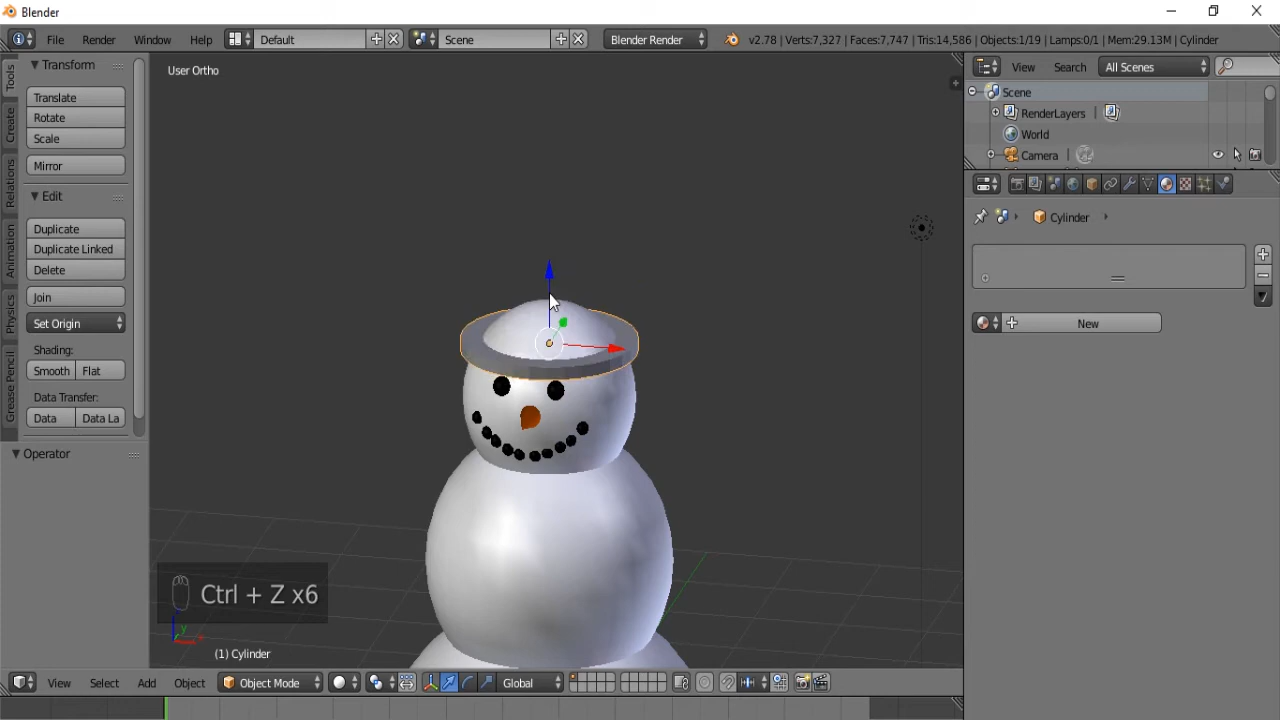 Blender
File Render Window Help Default Scene Blender Render v2.78 | Verts:7,327 | Faces:7,747 | Tris:14,586 | Objects:1/19 | Lamps:0/1 | Mem:29.13M | Cylinder
Tools
Create
Relations
Animation
Physics
Grease Pencil
Transform
Translate
Rotate
Scale
Mirror
Edit
Duplicate
Duplicate Linked
Delete
Join
Set Origin
Shading:
Smooth Flat
Data Transfer:
Data Data La
Operator
User Ortho
Ctrl + Z x6
(1) Cylinder
View Select Add Object Object Mode Global
View Search All Scenes
Scene
RenderLayers |
World
Camera |
Cylinder
New